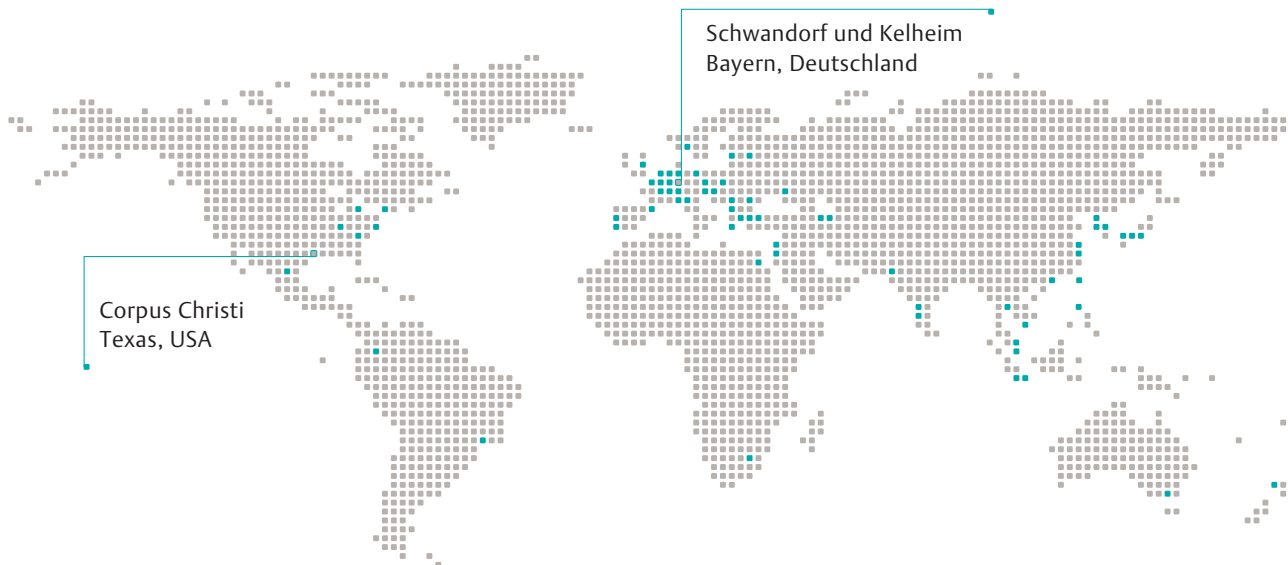 Schwandorf und Kelheim
Bayern, Deutschland
Corpus Christi
Texas, USA